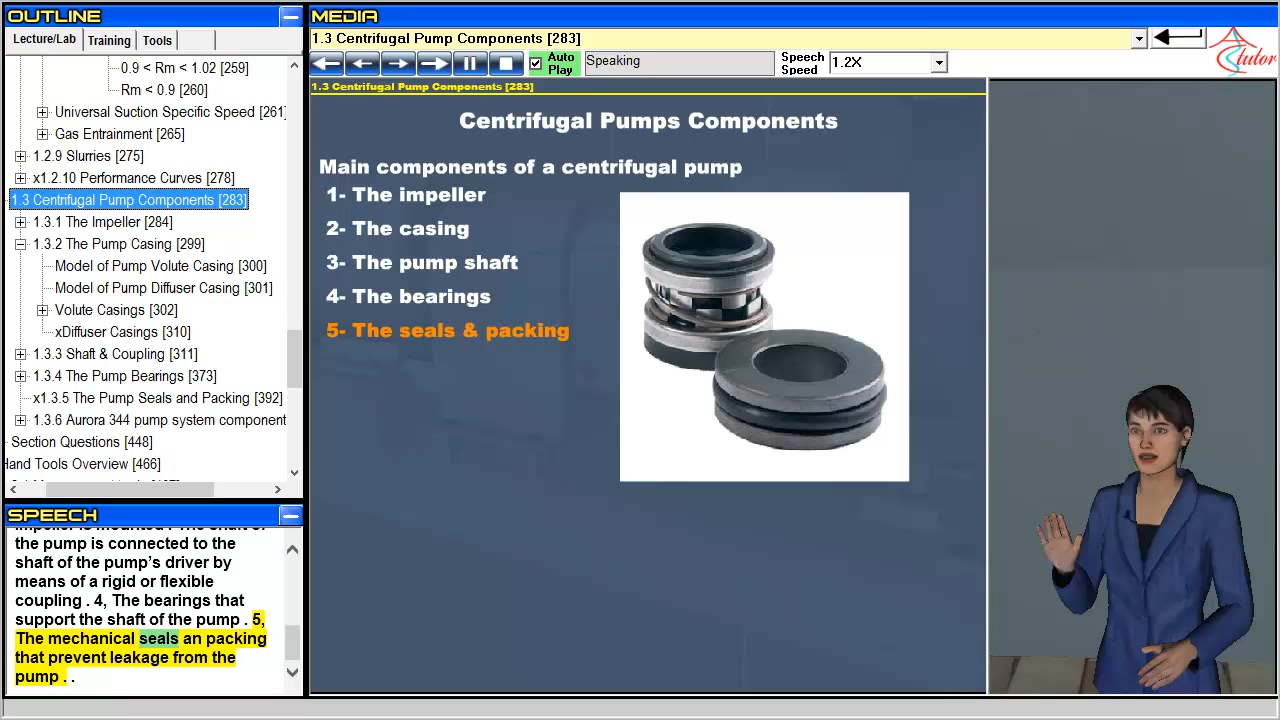 OUTLINE
Lecture/Lab
Training
Tools
0.9 < Rm < 1.02 [259]
Rm < 0.9 [260]
Universal Suction Specific Speed [261]
Gas Entrainment [265]
1.2.9 Slurries [275]
x1.2.10 Performance Curves [278]
1.3 Centrifugal Pump Components [283]
1.3.1 The Impeller [284]
1.3.2 The Pump Casing [299]
Model of Pump Volute Casing [300]
Model of Pump Diffuser Casing [301]
Volute Casings [302]
xDiffuser Casings [310]
1.3.3 Shaft & Coupling [311]
1.3.4 The Pump Bearings [373]
x1.3.5 The Pump Seals and Packing [392]
1.3.6 Aurora 344 pump system component
Section Questions [448]
Hand Tools Overview [466]
SPEECH
the pump is connected to the
shaft of the pump's driver by
means of a rigid or flexible
coupling . 4, The bearings that
support the shaft of the pump . 5,
The mechanical seals an packing
that prevent leakage from the
pump . .
MEDIA
1.3 Centrifugal Pump Components [283]
Auto
Play
Speaking
Speech
Speed
1.2X
tutor
1.3 Centrifugal Pump Components [283]
Centrifugal Pumps Components
Main components of a centrifugal pump
1- The impeller
2- The casing
3- The pump shaft
4- The bearings
5- The seals & packing